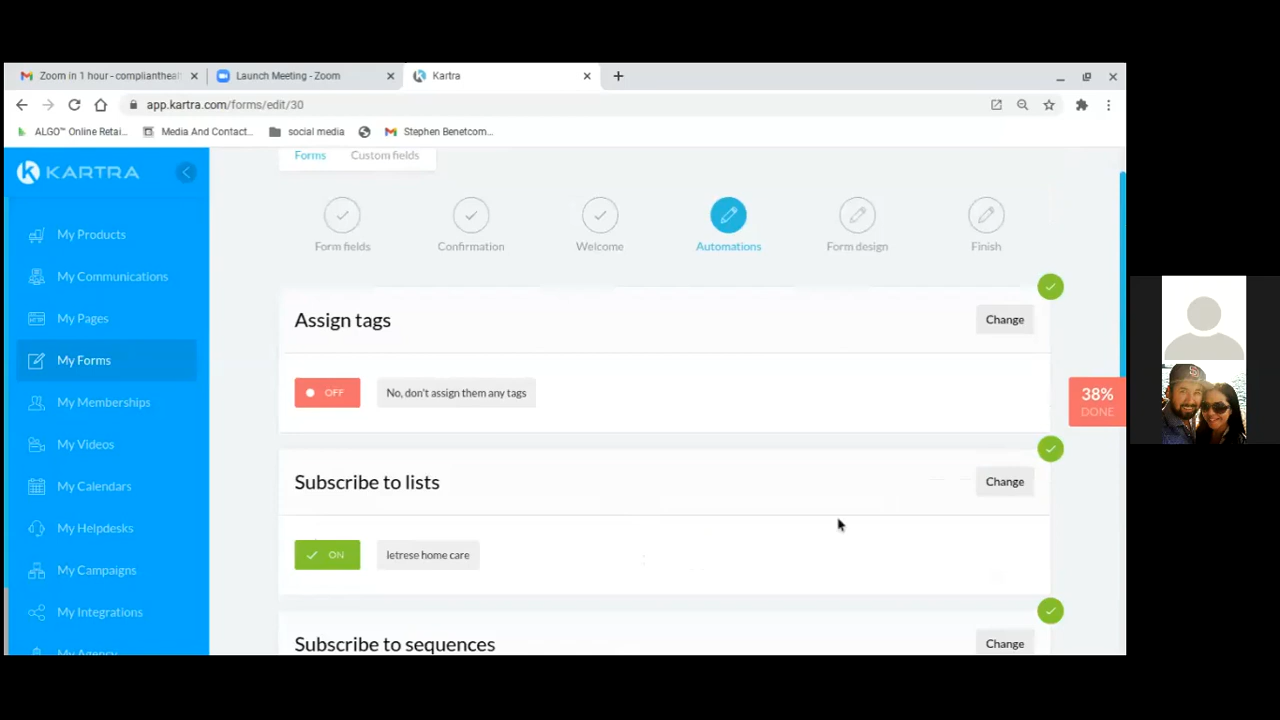 Zoom in 1 hour - complianthealt
Launch Meeting - Zoom
Kartra
app.kartra.com/forms/edit/30
ALGO™ Online Retai...
Media And Contact...
social media
Stephen Benetcom...
KARTRA
Forms
Custom fields
Form fields
Confirmation
Welcome
Automations
Form design
Finish
My Products
My Communications
My Pages
My Forms
My Memberships
My Videos
My Calendars
My Helpdesks
My Campaigns
My Integrations
My Agency
Assign tags
Change
OFF
No, don't assign them any tags
38%
DONE
Subscribe to lists
Change
ON
letrese home care
Subscribe to sequences
Change